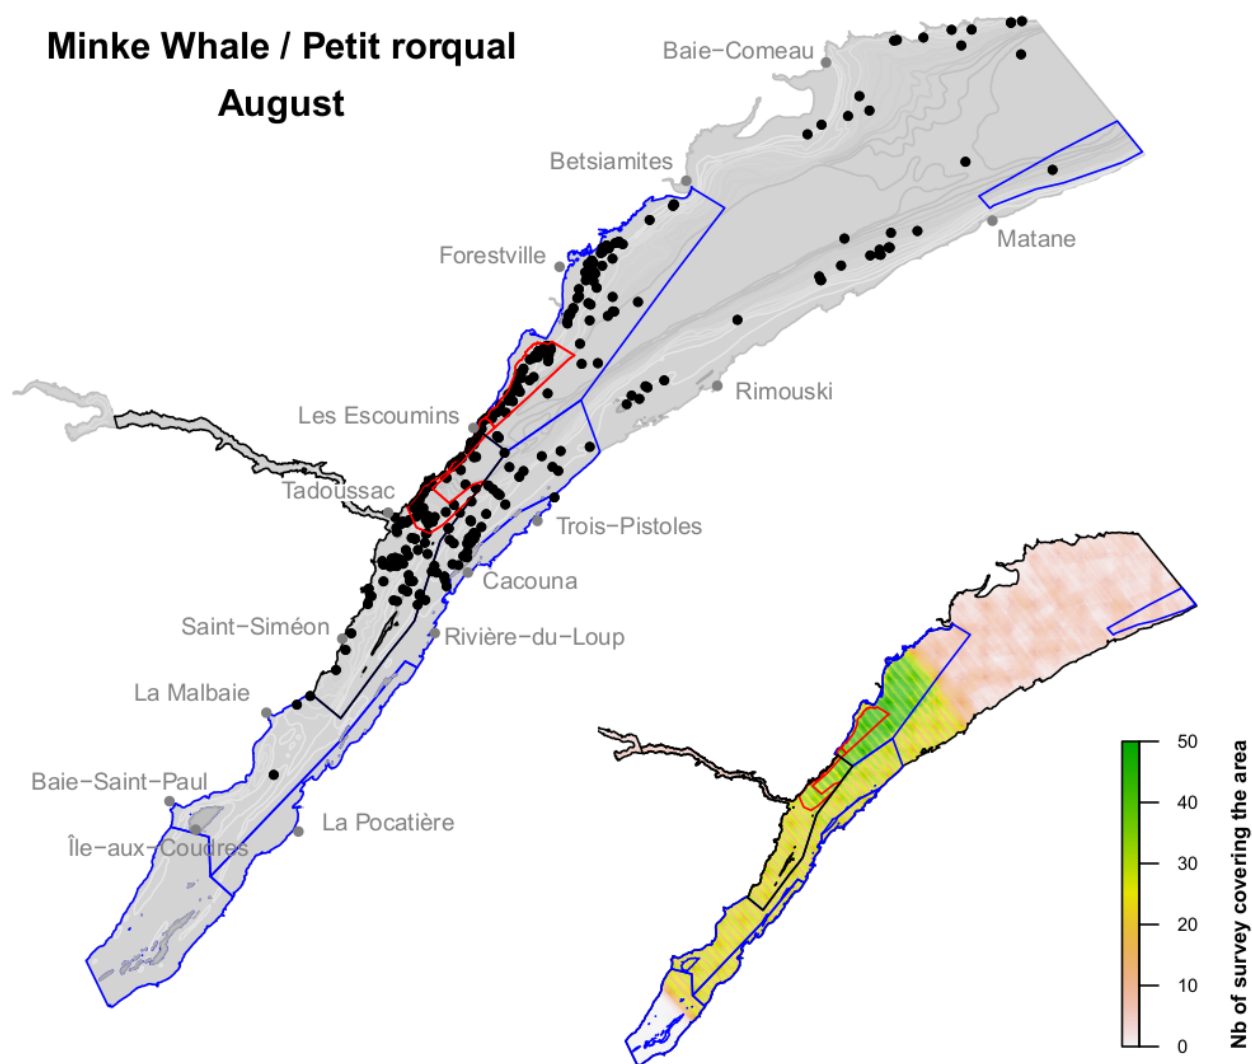 Minke Whale / Petit rorqual
August
Baie−Comeau
Betsiamites
Forestville
Matane
Les Escoumins
Rimouski
Tadoussac
Trois−Pistoles
Cacouna
Saint−Siméon
Rivière−du−Loup
La Malbaie
Baie−Saint−Paul
La Pocatière
Île−aux−Coudres
50
40
30
20
10
0
Nb of survey covering the area